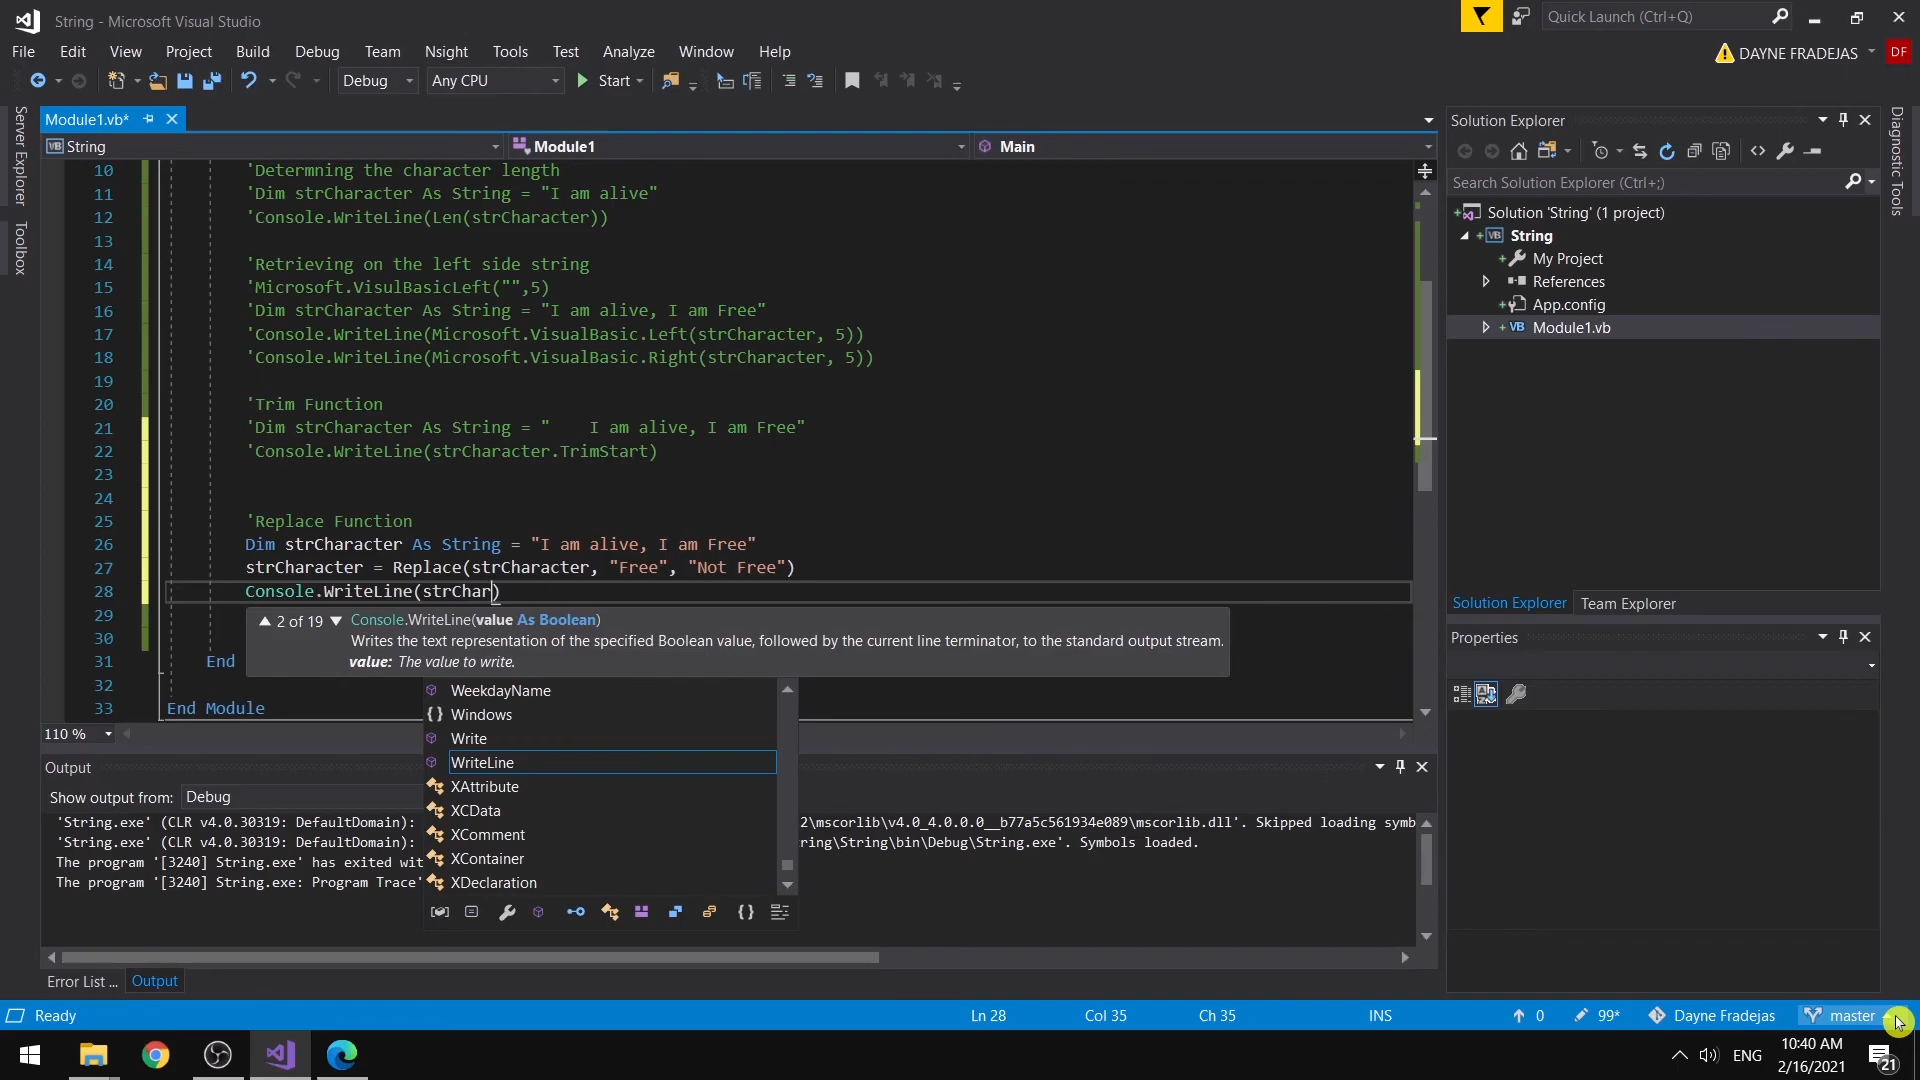 String - Microsoft Visual Studio
Quick Launch (Ctrl+Q)
File Edit View Project Build Debug Team Nsight Tools Test Analyze Window Help
DAYNE FRADEJAS DF
Debug Any CPU Start
Server Explorer
Toolbox
Module1.vb*
String Module1 Main
10 'Determning the character length
11 'Dim strCharacter As String = "I am alive"
12 'Console.WriteLine(Len(strCharacter))
13
14 'Retrieving on the left side string
15 'Microsoft.VisulBasicLeft("",5)
16 'Dim strCharacter As String = "I am alive, I am Free"
17 'Console.WriteLine(Microsoft.VisualBasic.Left(strCharacter, 5))
18 'Console.WriteLine(Microsoft.VisualBasic.Right(strCharacter, 5))
19
20 'Trim Function
21 'Dim strCharacter As String = "    I am alive, I am Free"
22 'Console.WriteLine(strCharacter.TrimStart)
23
24
25 'Replace Function
26 Dim strCharacter As String = "I am alive, I am Free"
27 strCharacter = Replace(strCharacter, "Free", "Not Free")
28 Console.WriteLine(strChar)
29
30
31 End
32
33 End Module
2 of 19 Console.WriteLine(value As Boolean)
Writes the text representation of the specified Boolean value, followed by the current line terminator, to the standard output stream.
value: The value to write.
WeekdayName
Windows
Write
WriteLine
XAttribute
XCData
XComment
XContainer
XDeclaration
110 %
Output
Show output from: Debug
'String.exe' (CLR v4.0.30319: DefaultDomain): 2\mscorlib\v4.0_4.0.0.0__b77a5c561934e089\mscorlib.dll'. Skipped loading symb
'String.exe' (CLR v4.0.30319: DefaultDomain): ring\String\bin\Debug\String.exe'. Symbols loaded.
The program '[3240] String.exe' has exited wit
The program '[3240] String.exe: Program Trace'
Error List ... Output
Solution Explorer
Search Solution Explorer (Ctrl+;)
Solution 'String' (1 project)
String
My Project
References
App.config
Module1.vb
Solution Explorer Team Explorer
Properties
Diagnostic Tools
Ready Ln 28 Col 35 Ch 35 INS 0 99* Dayne Fradejas master
ENG 10:40 AM
2/16/2021
21